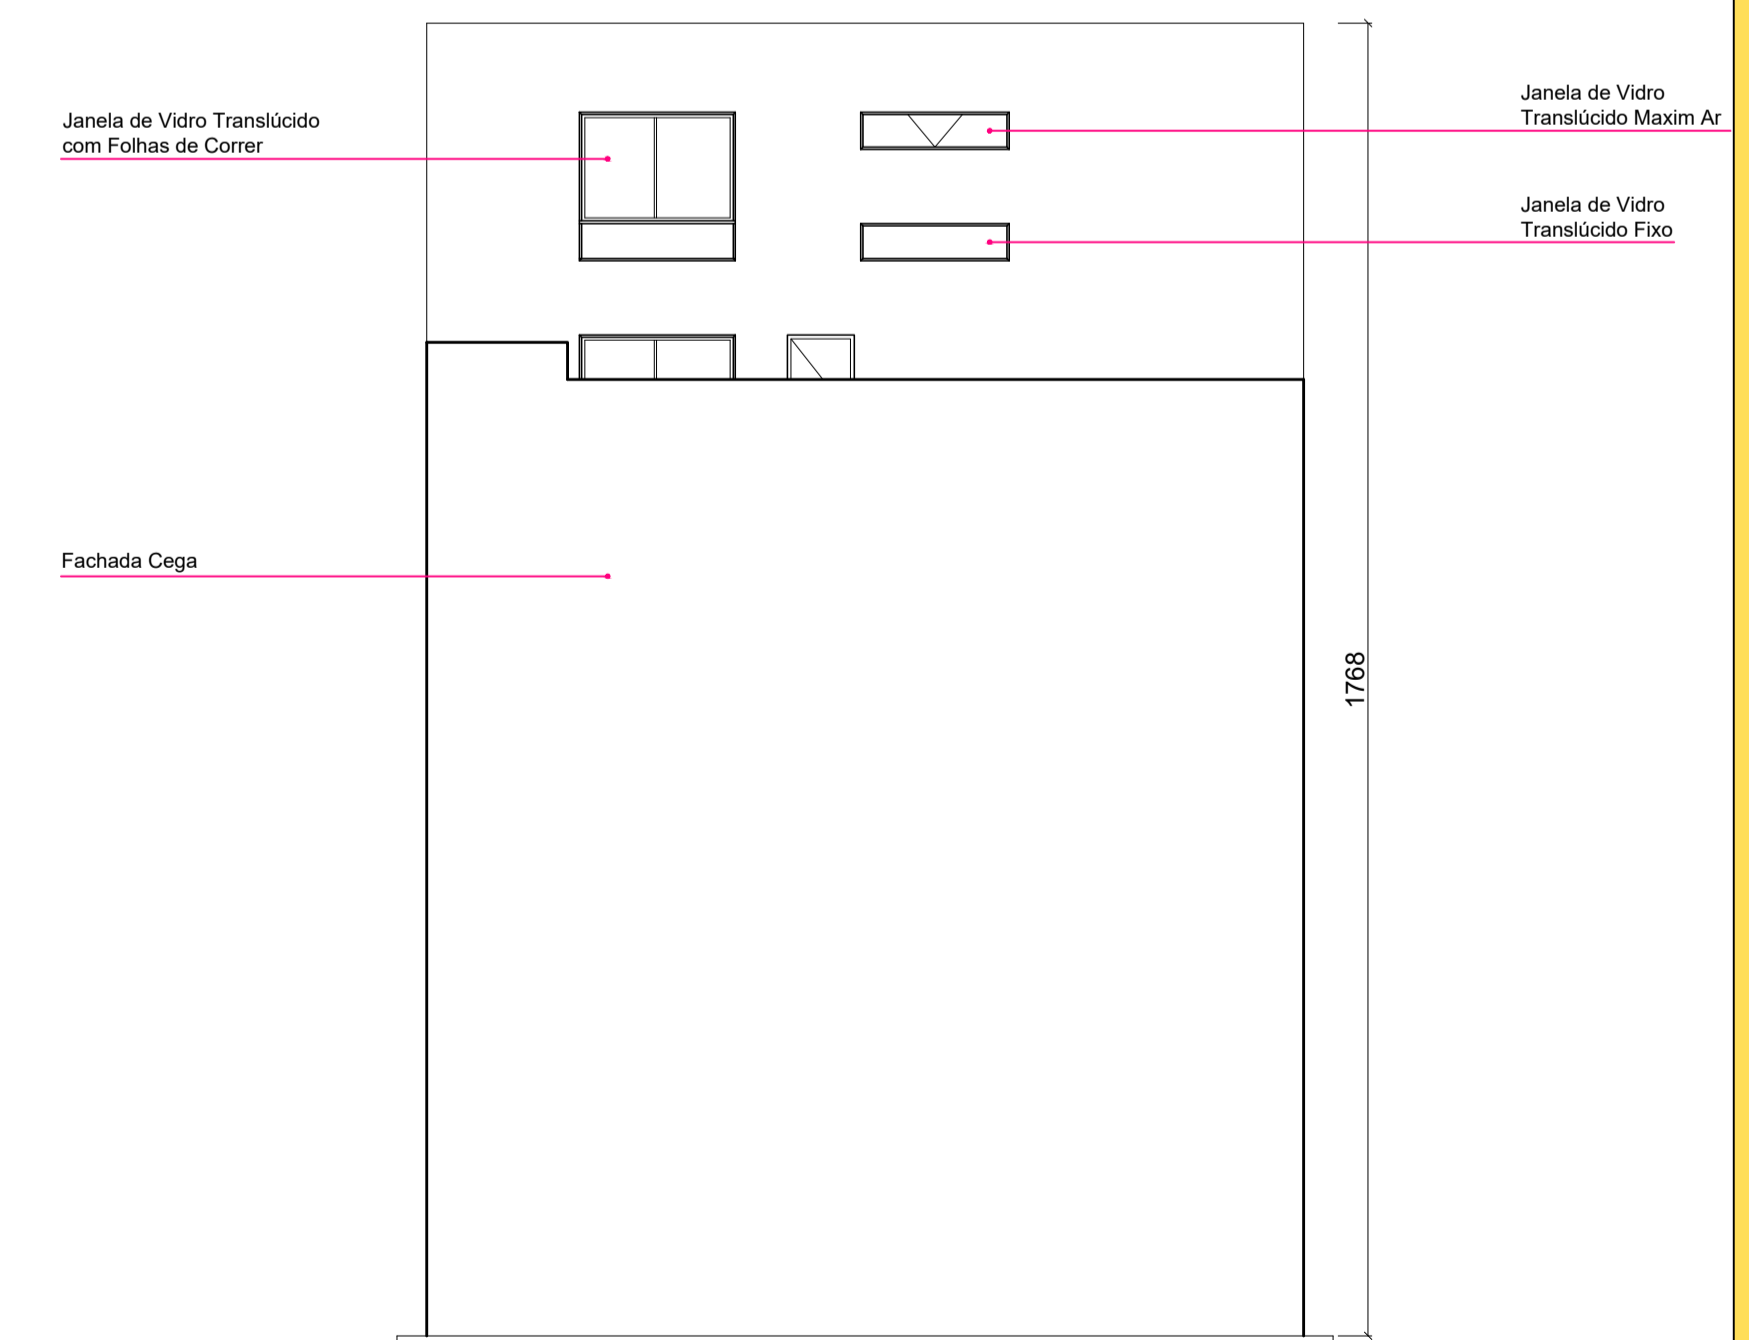 Janela de Vidro Translúcido
com Folhas de Correr
Janela de Vidro
Translúcido Maxim Ar
Janela de Vidro
Translúcido Fixo
Fachada Cega
1768